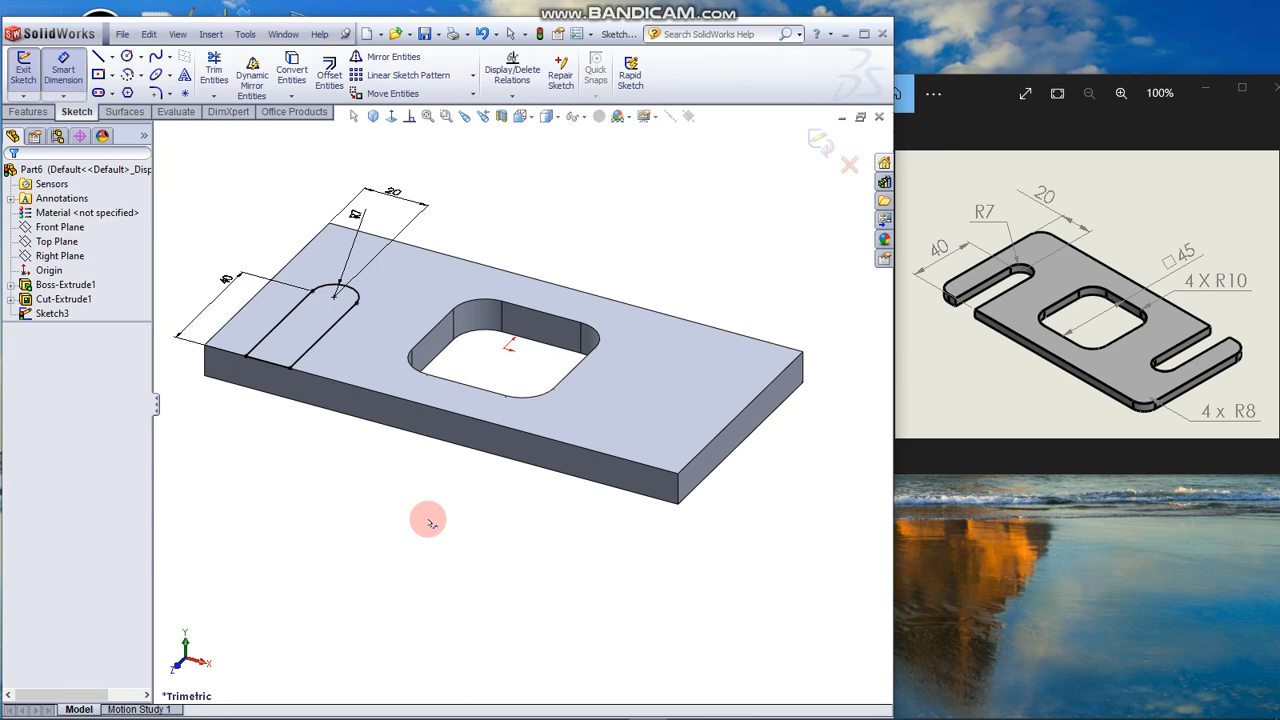 www.BANDICAM.com
SolidWorks File Edit View Insert Tools Window Help Sketch... Search SolidWorks Help
Exit Sketch
Smart Dimension
Trim Entities
Dynamic Mirror Entities
Convert Entities
Offset Entities
Mirror Entities
Linear Sketch Pattern
Move Entities
Display/Delete Relations
Repair Sketch
Quick Snaps
Rapid Sketch
100%
Features Sketch Surfaces Evaluate DimXpert Office Products
Part6 (Default<<Default>_Disp
Sensors
Annotations
Material <not specified>
Front Plane
Top Plane
Right Plane
Origin
Boss-Extrude1
Cut-Extrude1
Sketch3
20
R7
40
20
R7
40
□45
4 X R10
4 x R8
Y
X
Z
*Trimetric
Model Motion Study 1